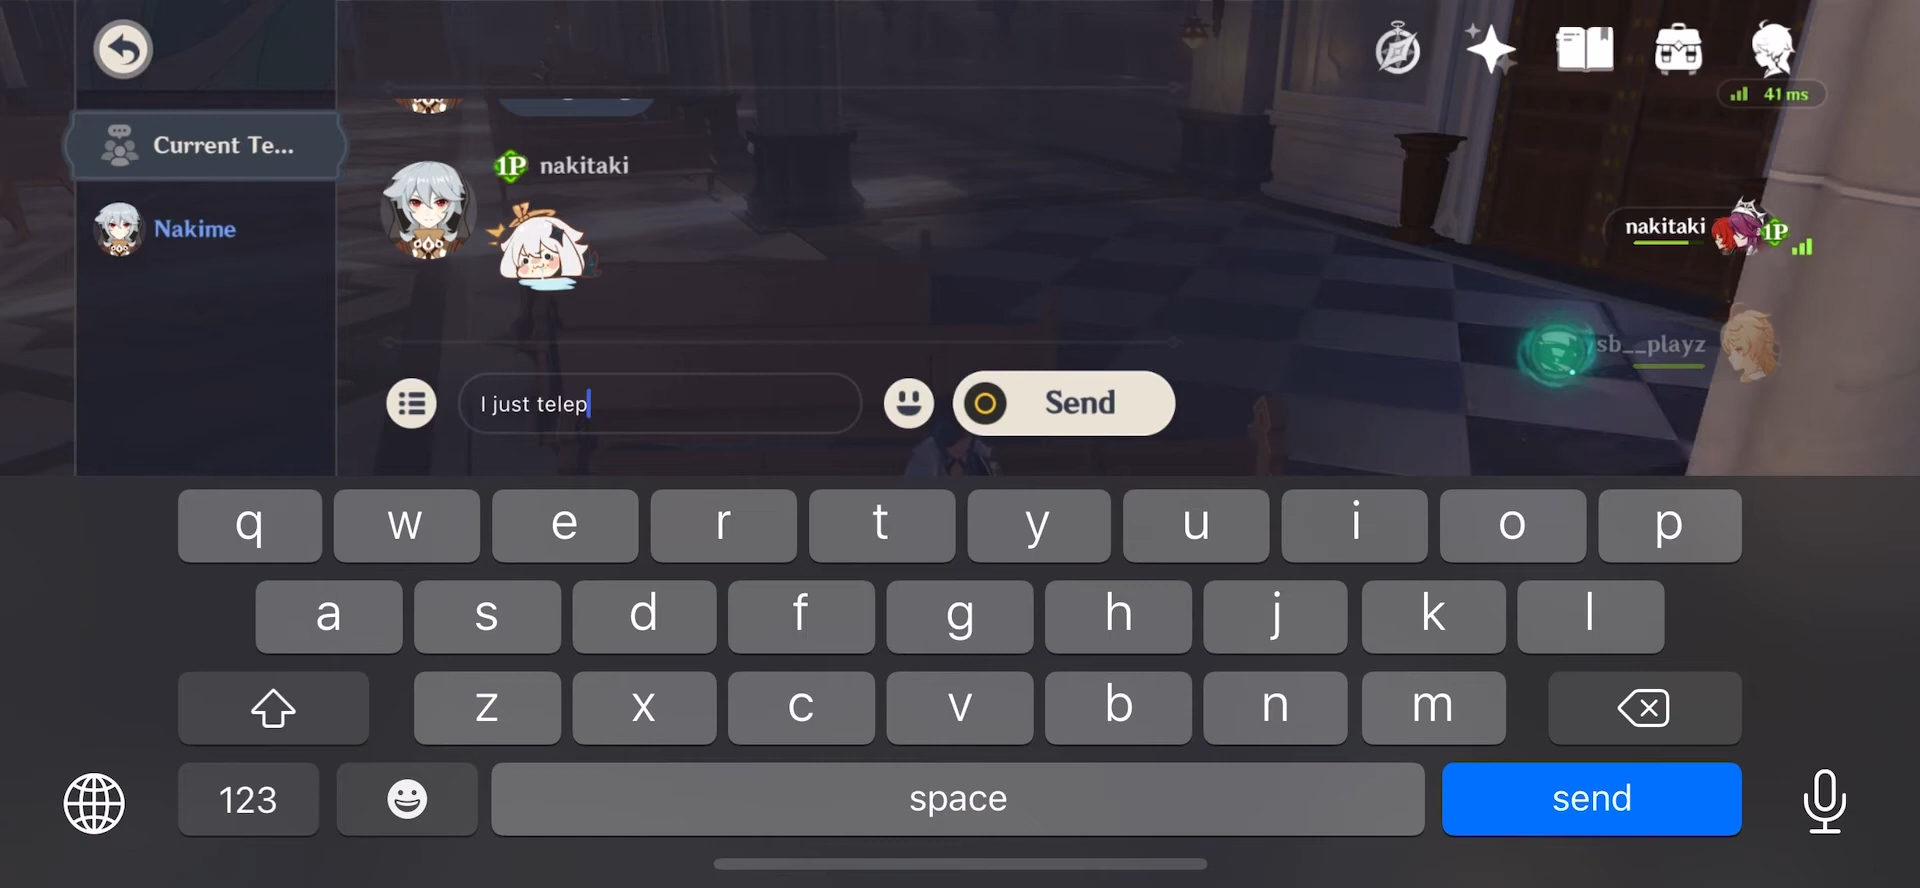 41 ms
Current Te...
1P nakitaki
Nakime
nakitaki 1P
sb__playz
I just telep
Send
q w e r t y u i o p
a s d f g h j k l
z x c v b n m
123 space send